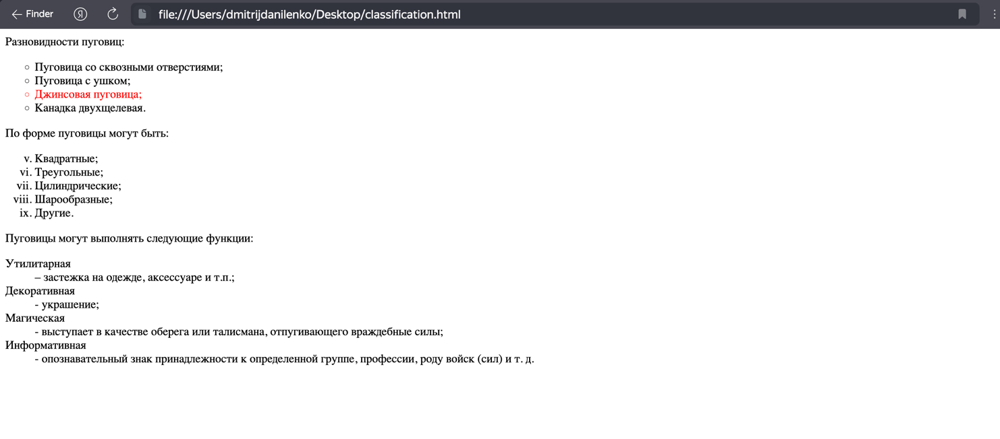 ← Finder Я file:///Users/dmitrijdanilenko/Desktop/classification.html
Разновидности пуговиц:
◦ Пуговица со сквозными отверстиями;
◦ Пуговица с ушком;
◦ Джинсовая пуговица;
◦ Канадка двухщелевая.
По форме пуговицы могут быть:
v. Квадратные;
vi. Треугольные;
vii. Цилиндрические;
viii. Шарообразные;
ix. Другие.
Пуговицы могут выполнять следующие функции:
Утилитарная
– застежка на одежде, аксессуаре и т.п.;
Декоративная
- украшение;
Магическая
- выступает в качестве оберега или талисмана, отпугивающего враждебные силы;
Информативная
- опознавательный знак принадлежности к определенной группе, профессии, роду войск (сил) и т. д.